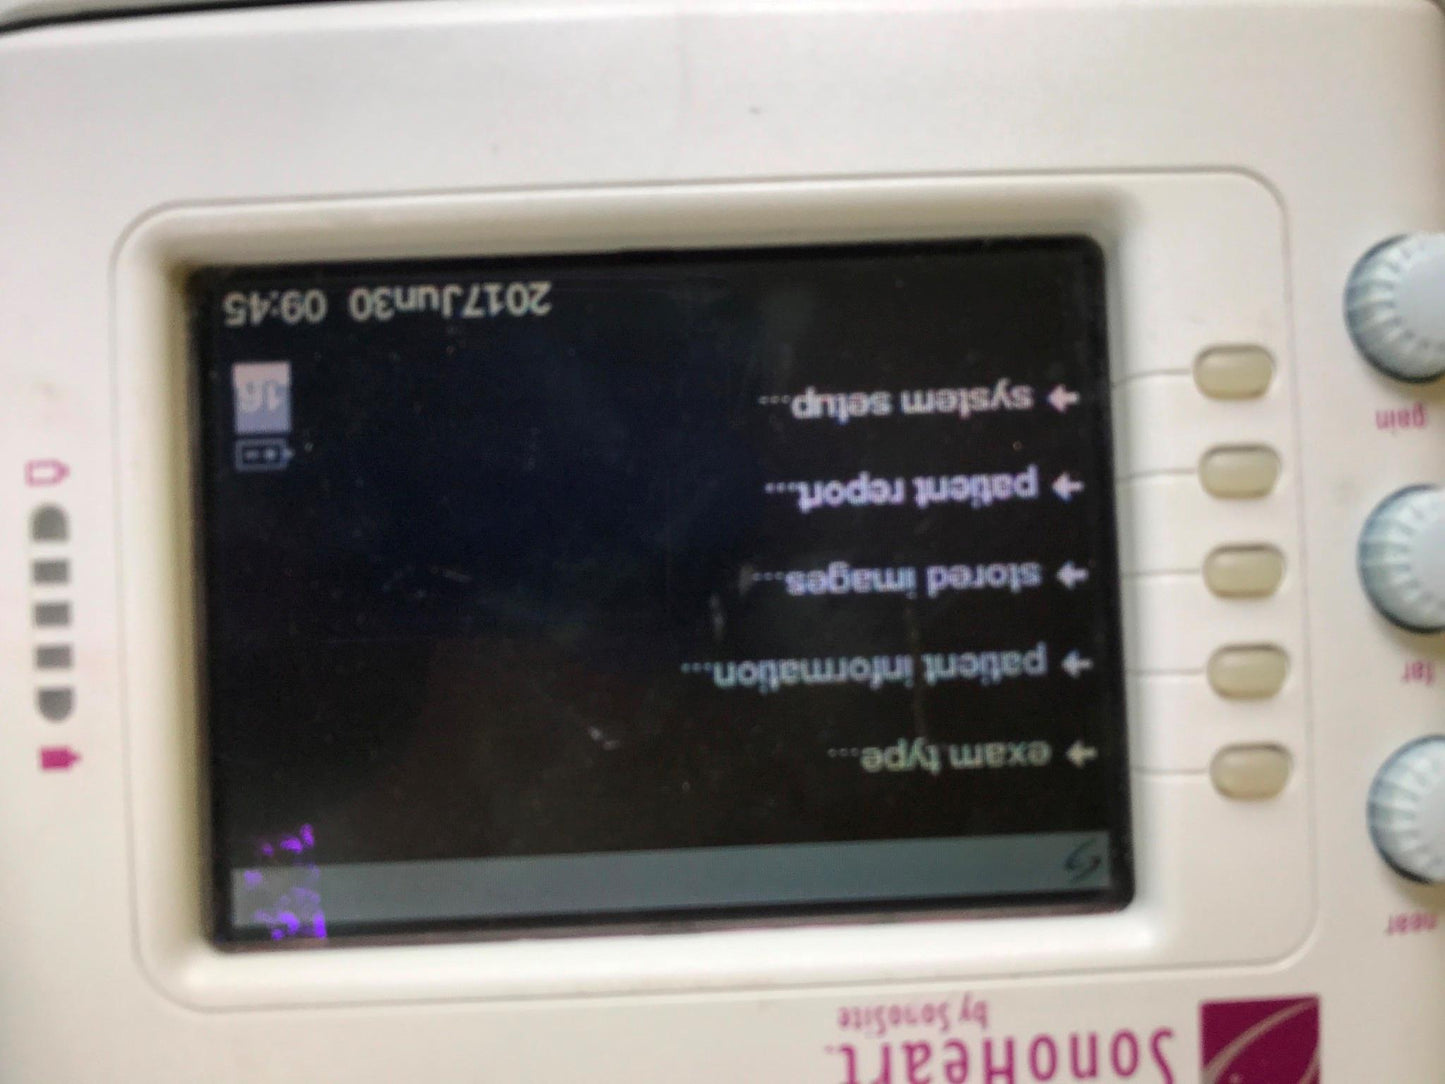 SonoHeart
by SonoSite
near
far
gain
exam type...
patient information...
stored images...
patient report...
system setup...
16
2017Jun30 09:45